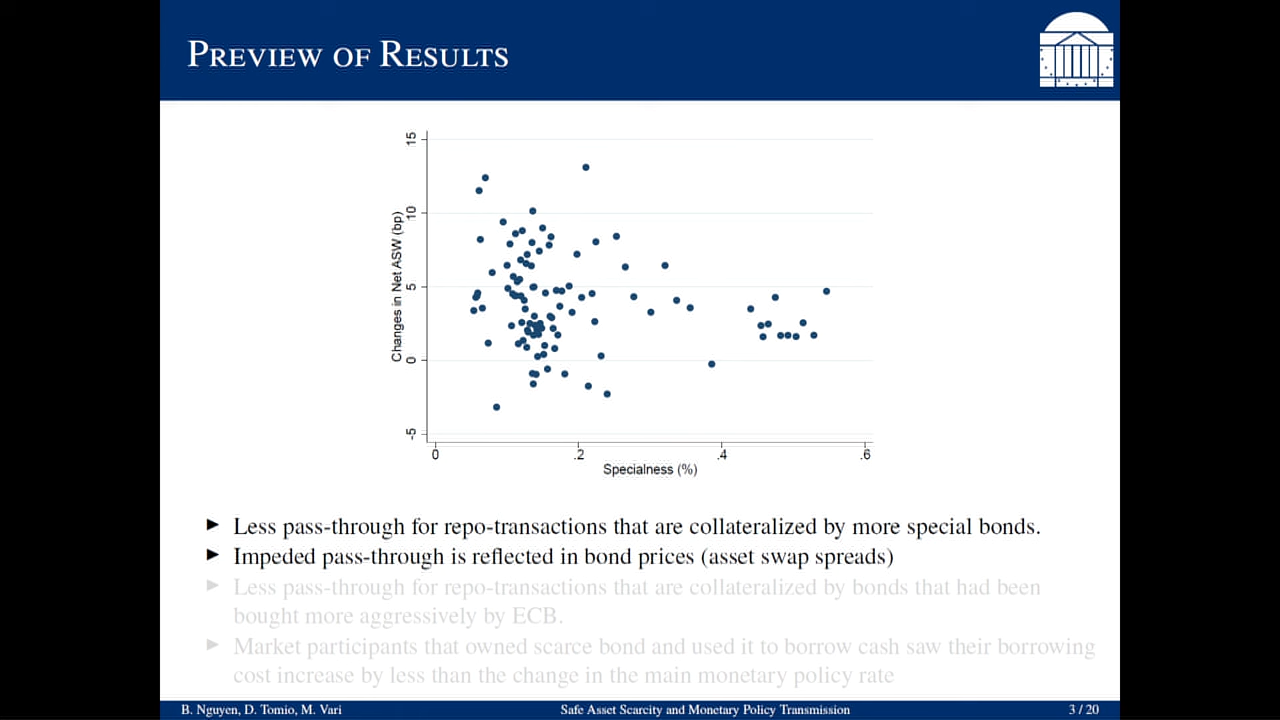 PREVIEW OF RESULTS
15
10
5
0
-5
Changes in Net ASW (bp)
0
.2
.4
.6
Specialness (%)
► Less pass-through for repo-transactions that are collateralized by more special bonds.
► Impeded pass-through is reflected in bond prices (asset swap spreads)
► Less pass-through for repo-transactions that are collateralized by bonds that had been
bought more aggressively by ECB.
► Market participants that owned scarce bond and used it to borrow cash saw their borrowing
cost increase by less than the change in the main monetary policy rate
B. Nguyen, D. Tomio, M. Vari
Safe Asset Scarcity and Monetary Policy Transmission
3 / 20